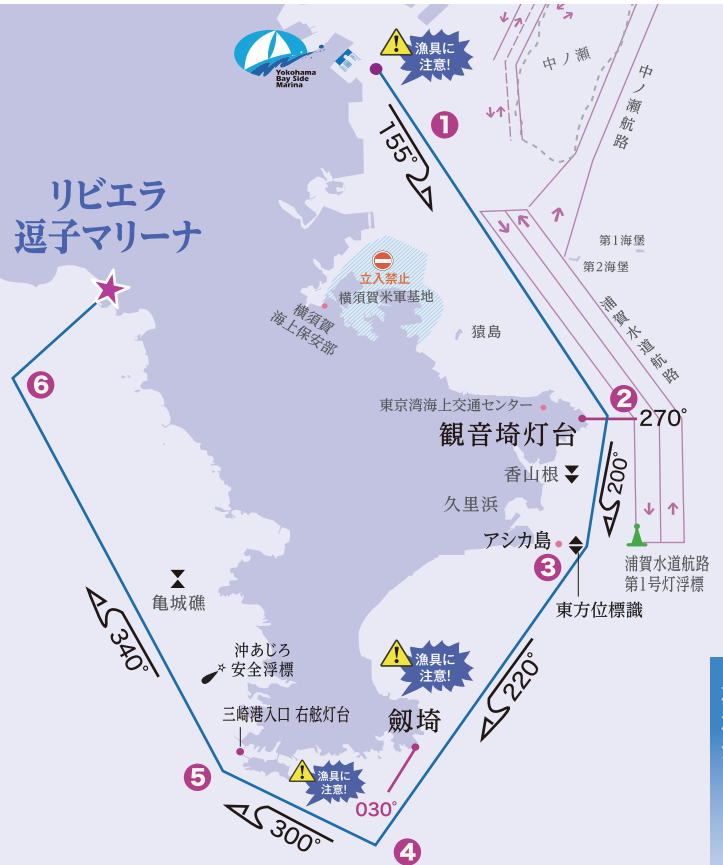 Yokohama
Bay Side
Marina
漁具に
注意!
1
155°
中ノ瀬
中ノ瀬航路
リビエラ
逗子マリーナ
立入禁止
横須賀米軍基地
横須賀
海上保安部
猿島
第1海堡
第2海堡
浦賀水道航路
6
2
東京湾海上交通センター
観音埼灯台
270°
200°
香山根
久里浜
アシカ島
3
東方位標識
浦賀水道航路
第1号灯浮標
亀城礁
340°
沖あじろ
安全浮標
漁具に
注意!
220°
三崎港入口 右舷灯台
劔埼
5
漁具に
注意!
030°
300°
4